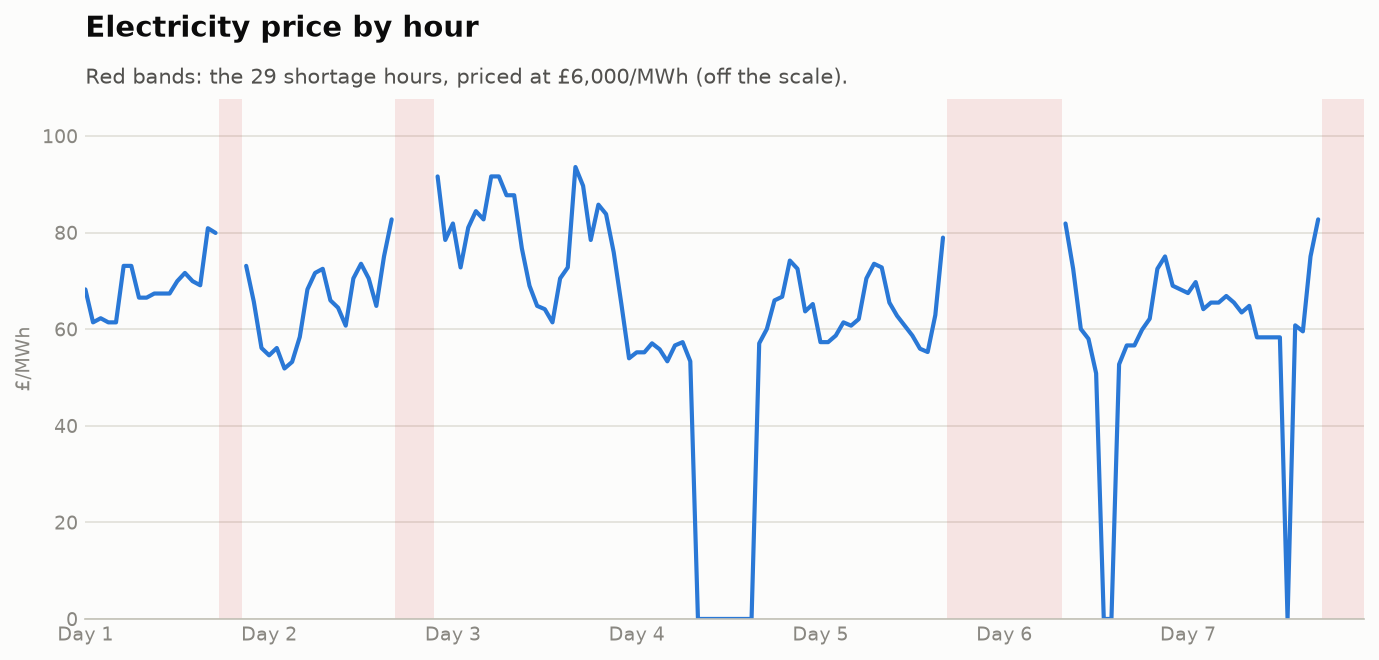 Electricity price by hour
Red bands: the 29 shortage hours, priced at £6,000/MWh (off the scale).
100
80
60
40
20
0
£/MWh
Day 1
Day 2
Day 3
Day 4
Day 5
Day 6
Day 7